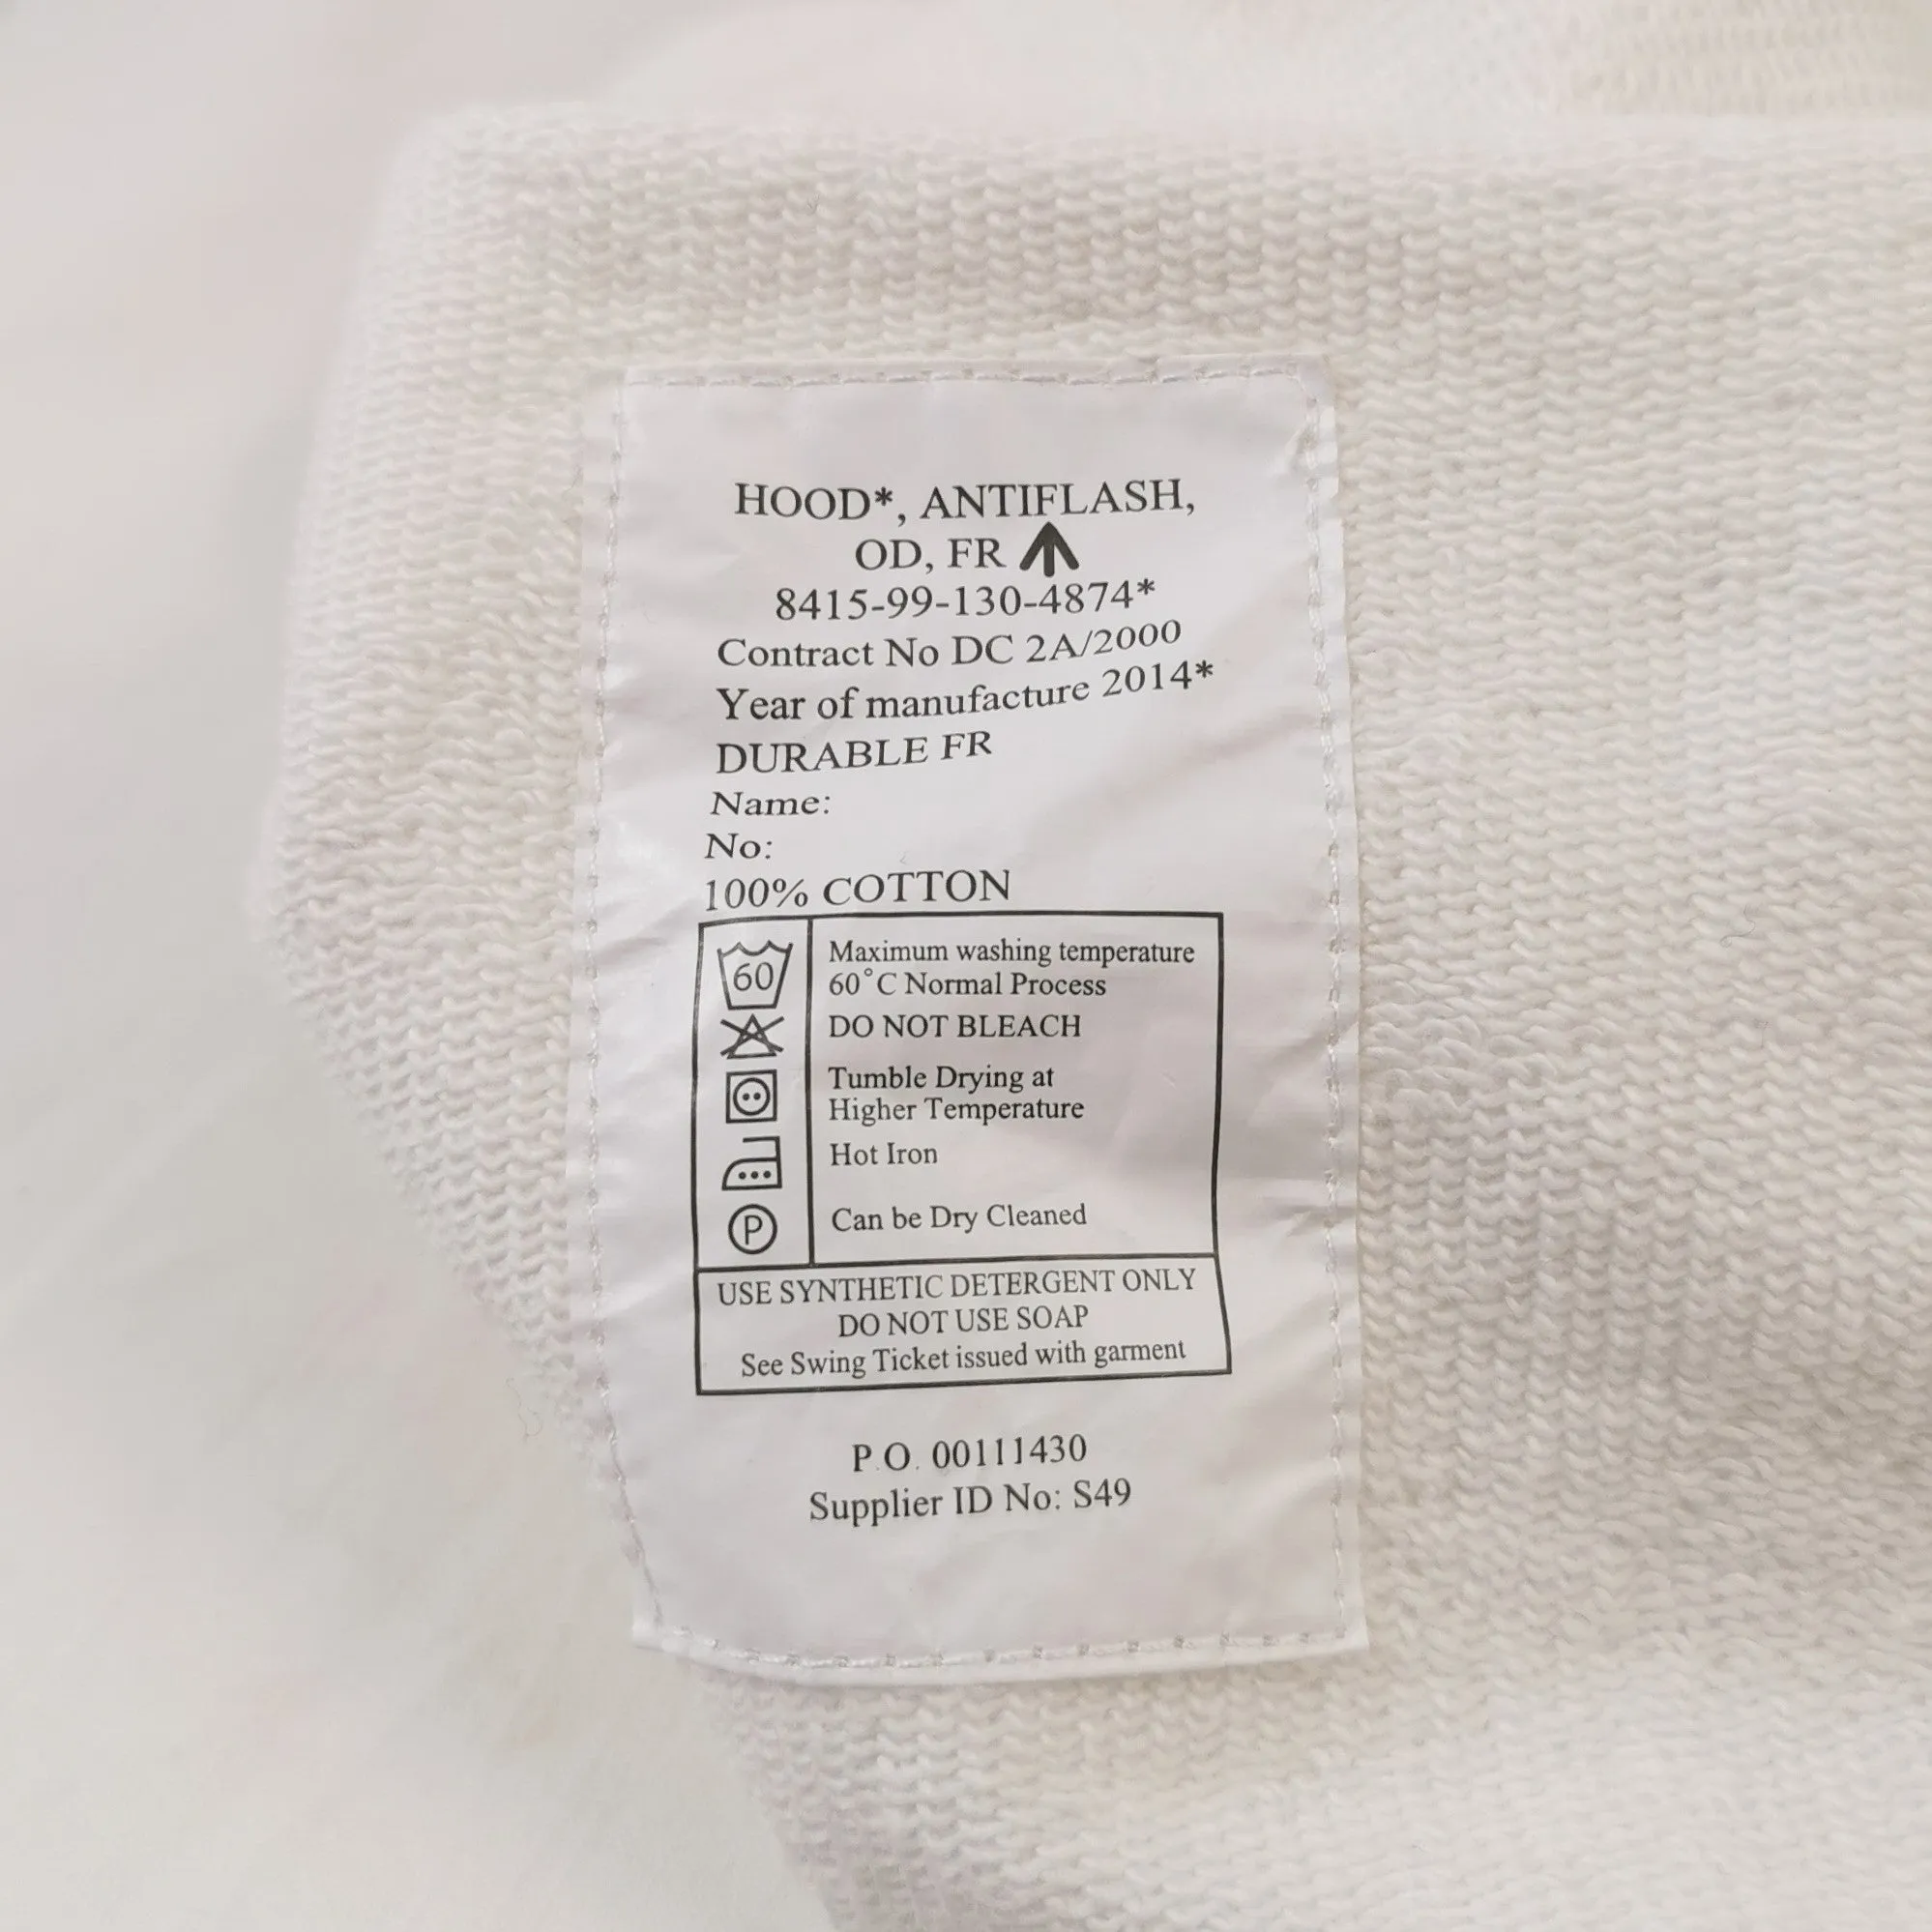 HOOD*, ANTIFLASH,
OD, FR
8415-99-130-4874*
Contract No DC 2A/2000
Year of manufacture 2014*
DURABLE FR
Name:
No:
100% COTTON
60
Maximum washing temperature
60°C Normal Process
DO NOT BLEACH
Tumble Drying at
Higher Temperature
Hot Iron
P
Can be Dry Cleaned
USE SYNTHETIC DETERGENT ONLY
DO NOT USE SOAP
See Swing Ticket issued with garment
P.O. 00111430
Supplier ID No: S49